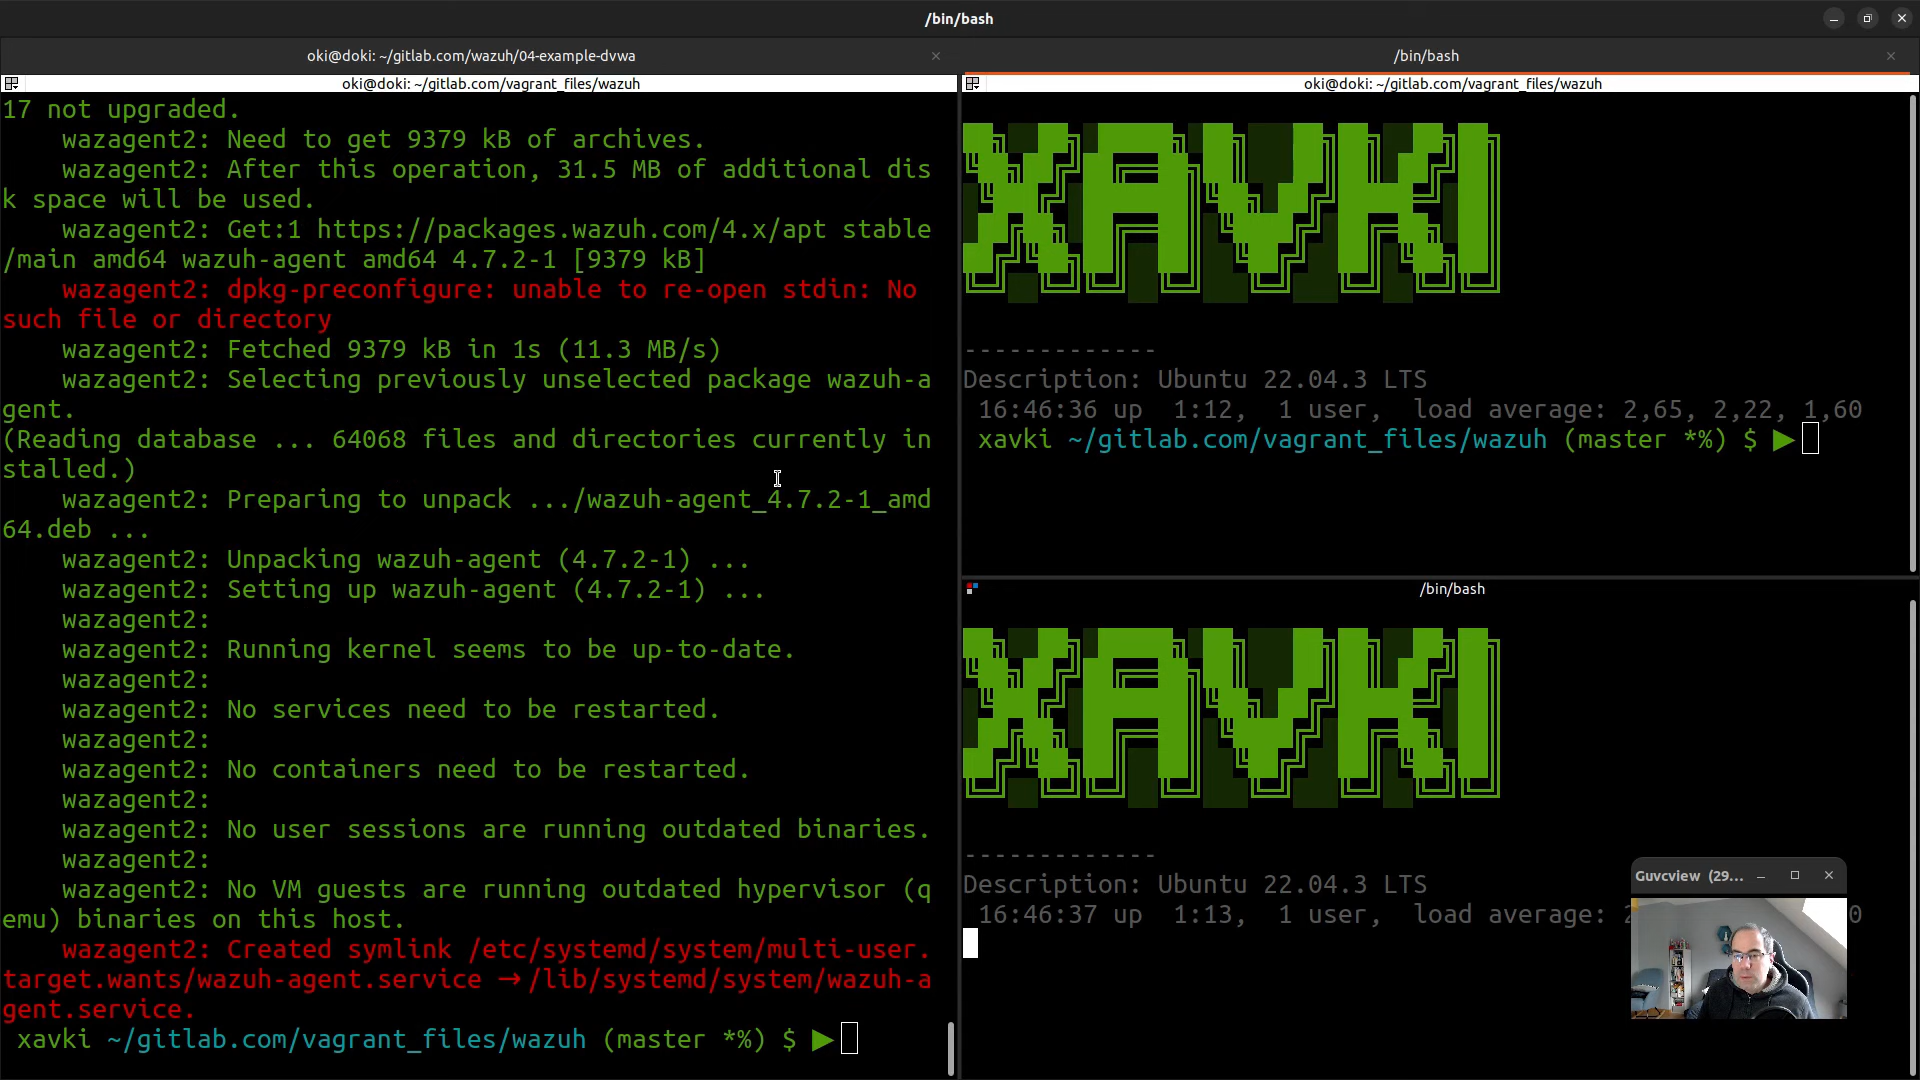 /bin/bash
oki@doki: ~/gitlab.com/wazuh/04-example-dvwa
/bin/bash
oki@doki: ~/gitlab.com/vagrant_files/wazuh
17 not upgraded.
wazagent2: Need to get 9379 kB of archives.
wazagent2: After this operation, 31.5 MB of additional dis
k space will be used.
wazagent2: Get:1 https://packages.wazuh.com/4.x/apt stable
/main amd64 wazuh-agent amd64 4.7.2-1 [9379 kB]
wazagent2: dpkg-preconfigure: unable to re-open stdin: No
such file or directory
wazagent2: Fetched 9379 kB in 1s (11.3 MB/s)
wazagent2: Selecting previously unselected package wazuh-a
gent.
(Reading database ... 64068 files and directories currently in
stalled.)
wazagent2: Preparing to unpack .../wazuh-agent_4.7.2-1_amd
64.deb ...
wazagent2: Unpacking wazuh-agent (4.7.2-1) ...
wazagent2: Setting up wazuh-agent (4.7.2-1) ...
wazagent2:
wazagent2: Running kernel seems to be up-to-date.
wazagent2:
wazagent2: No services need to be restarted.
wazagent2:
wazagent2: No containers need to be restarted.
wazagent2:
wazagent2: No user sessions are running outdated binaries.
wazagent2:
wazagent2: No VM guests are running outdated hypervisor (q
emu) binaries on this host.
wazagent2: Created symlink /etc/systemd/system/multi-user.
target.wants/wazuh-agent.service → /lib/systemd/system/wazuh-a
gent.service.
xavki ~/gitlab.com/vagrant_files/wazuh (master *%) $ ▶
oki@doki: ~/gitlab.com/vagrant_files/wazuh
XAVKI
-------------
Description: Ubuntu 22.04.3 LTS
16:46:36 up  1:12,  1 user,  load average: 2,65, 2,22, 1,60
xavki ~/gitlab.com/vagrant_files/wazuh (master *%) $ ▶
/bin/bash
XAVKI
-------------
Description: Ubuntu 22.04.3 LTS
16:46:37 up  1:13,  1 user,  load average:
Guvcview (29...